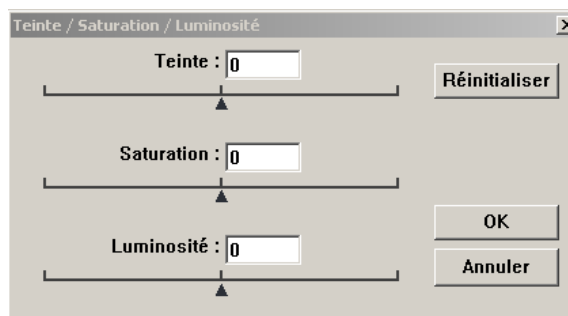 Teinte / Saturation / Luminosité
Teinte : 0
Réinitialiser
Saturation : 0
Luminosité : 0
OK
Annuler